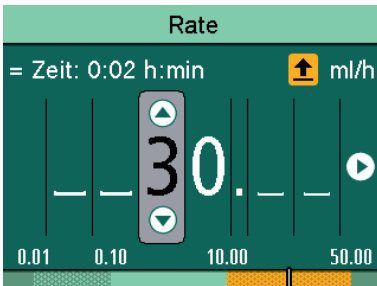 Rate
= Zeit: 0:02 h:min ml/h
_ _ 30. _ _
0.01 0.10 10.00 50.00